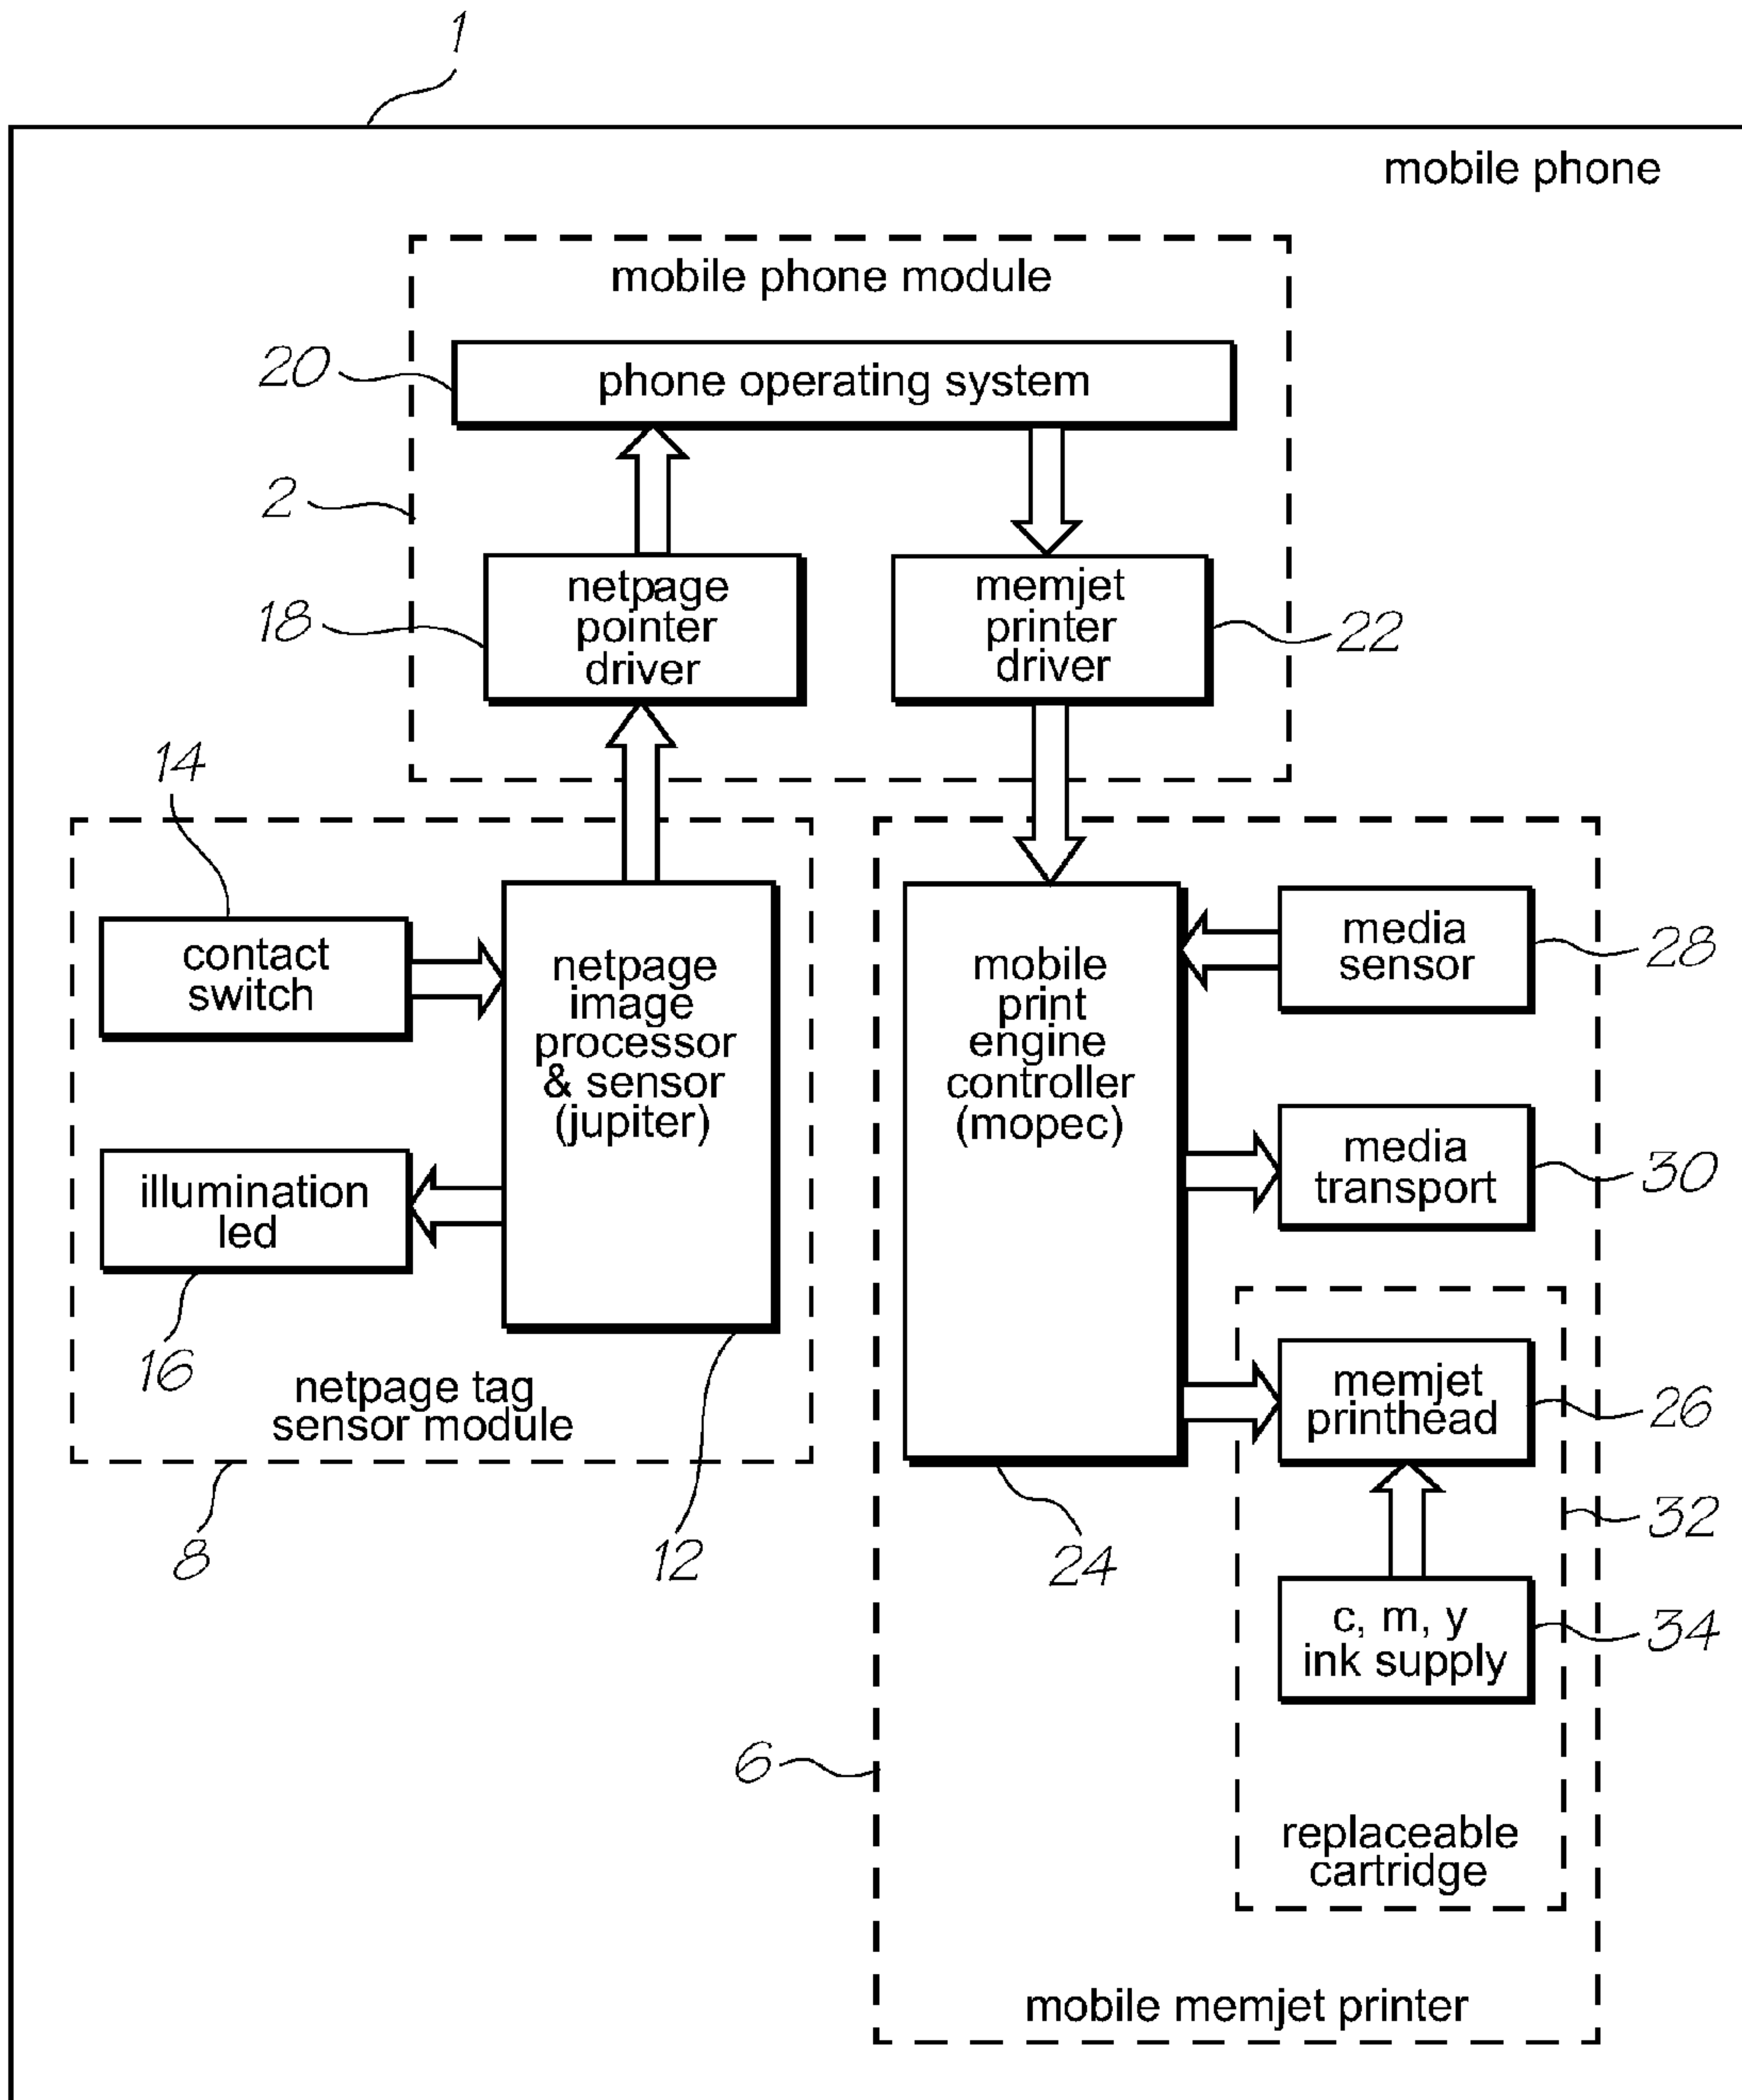 1
mobile phone
mobile phone module
20
phone operating system
2
18
netpage
pointer
driver
memjet
printer
driver
22
14
contact
switch
netpage
image
processor
& sensor
(jupiter)
illumination
led
16
netpage tag
sensor module
8
12
mobile
print
engine
controller
(mopec)
24
media
sensor
28
media
transport
30
memjet
printhead
26
32
c, m, y
ink supply
34
6
replaceable
cartridge
mobile memjet printer